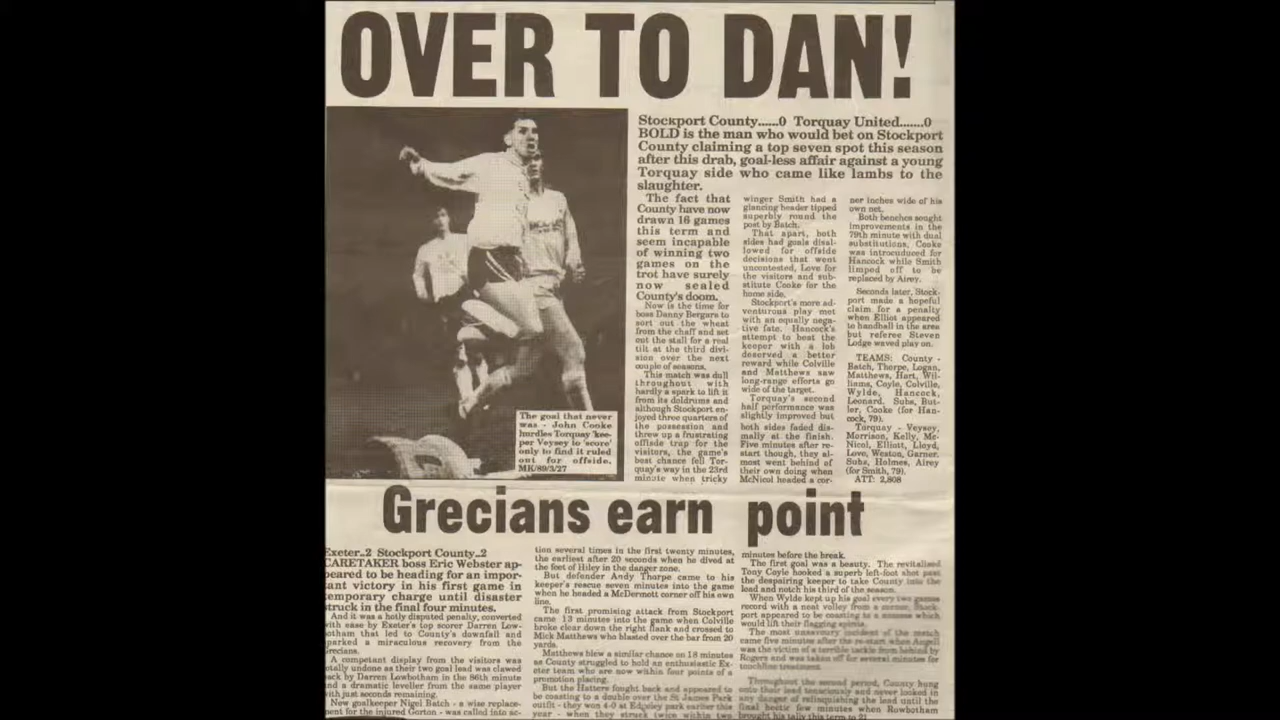 OVER TO DAN!
The goal that never
was - John Cooke
hurdles Torquay 'kee-
per Veysey to 'score'
only to find it ruled
out for offside.
MK/89/3/27
Stockport County......0 Torquay United.......0
BOLD is the man who would bet on Stockport
County claiming a top seven spot this season
after this drab, goal-less affair against a young
Torquay side who came like lambs to the
slaughter.
The fact that
County have now
drawn 16 games
this term and
seem incapable
of winning two
games on the
trot have surely
now sealed
County's doom.
Now is the time for
boss Danny Bergara to
sort out the wheat
from the chaff and set
out the stall for a real
tilt at the third divi-
sion over the next
couple of seasons.
This match was dull
throughout with
hardly a spark to lift it
from its doldrums and
although Stockport en-
joyed three quarters of
the possession and
threw up a frustrating
offside trap for the
visitors, the game's
best chance fell Tor-
quay's way in the 23rd
minute when tricky
winger Smith had a
glancing header tipped
superbly round the
post by Batch.
That apart, both
sides had goals disal-
lowed for offside
decisions that went
uncontested, Love for
the visitors and sub-
stitute Cooke for the
home side.
Stockport's more ad-
venturous play met
with an equally nega-
tive fate. Hancock's
attempt to beat the
keeper with a lob
deserved a better
reward while Colville
and Matthews saw
long-range efforts go
wide of the target.
Torquay's second
half performance was
slightly improved but
both sides faded dis-
mally at the finish.
Five minutes after re-
start though, they al-
most went behind of
their own doing when
McNicol headed a cor-
ner inches wide of his
own net.
Both benches sought
improvements in the
79th minute with dual
substitutions, Cooke
was introcuduced for
Hancock while Smith
limped off to be
replaced by Airey.
Seconds later, Stock-
port made a hopeful
claim for a penalty
when Elliot appeared
to handball in the area
but referee Steven
Lodge waved play on.
TEAMS: County -
Batch, Thorpe, Logan,
Matthews, Hart, Wil-
liams, Coyle, Colville,
Wylde, Hancock,
Leonard. Subs, But-
ler, Cooke (for Han-
cock, 79).
Torquay - Veysey,
Morrison, Kelly, Mc-
Nicol, Elliott, Lloyd,
Love, Weston, Garner.
Subs, Holmes, Airey
(for Smith, 79).
ATT: 2,808
Grecians earn point
Exeter..2 Stockport County..2
CARETAKER boss Eric Webster ap-
peared to be heading for an impor-
tant victory in his first game in
temporary charge until disaster
struck in the final four minutes.
And it was a hotly disputed penalty, converted
with ease by Exeter's top scorer Darren Low-
botham that led to County's downfall and
sparked a miraculous recovery from the
Grecians.
A competent display from the visitors was
totally undone as their two goal lead was clawed
back by Darren Lowbotham in the 86th minute
and a dramatic leveller from the same player
with just seconds remaining.
New goalkeeper Nigel Batch - a wise replace-
ment for the injured Gorton - was called into ac-
tion several times in the first twenty minutes,
the earliest after 20 seconds when he dived at
the feet of Hiley in the danger zone.
But defender Andy Thorpe came to his
keeper's rescue seven minutes into the game
when he headed a McDermott corner off his own
line.
The first promising attack from Stockport
came 13 minutes into the game when Colville
broke clear down the right flank and crossed to
Mick Matthews who blasted over the bar from 20
yards.
Matthews blew a similar chance on 18 minutes
as County struggled to hold an enthusiastic Ex-
eter team who are now within four points of a
promotion placing.
But the Hatters fought back and appeared to
be coasting to a double over the St James Park
outfit - they won 4-0 at Edgeley park earlier this
year - when they struck twice within two
minutes before the break.
The first goal was a beauty. The revitalised
Tony Coyle hooked a superb left-foot shot past
the despairing keeper to take County into the
lead and notch his third of the season.
When Wylde kept up his goal every two games
record with a neat volley from a corner, Stock-
port appeared to be coasting to a success which
would lift their flagging spirits.
The most unsavoury incident of the match
came five minutes after the re-start when Angell
was the victim of a terrible tackle from behind by
Rogers and was taken off for several minutes for
touchline treatment.
Throughout the second period, County hung
onto their lead tenaciously and never looked in
any danger of relinquishing the lead until the
final hectic few minutes when Rowbotham
brought his tally this term to 21.